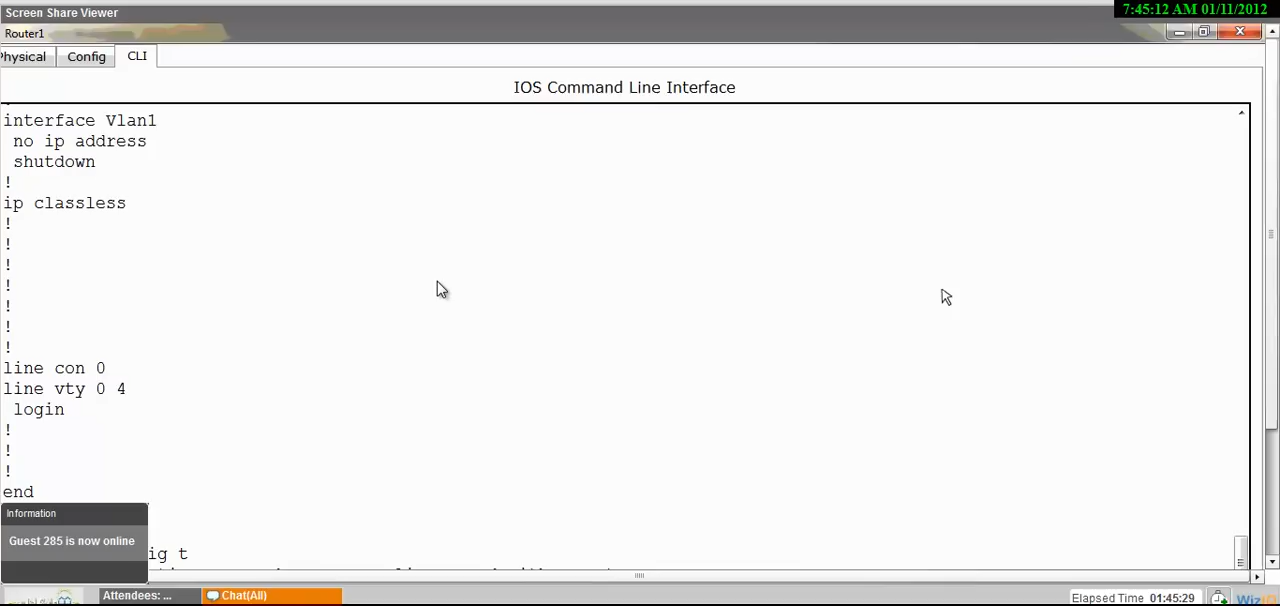 Screen Share Viewer
7:45:12 AM 01/11/2012
Router1
Physical Config CLI
IOS Command Line Interface
interface Vlan1
no ip address
shutdown
!
ip classless
!
!
!
!
!
!
!
line con 0
line vty 0 4
login
!
!
!
end
Information
Guest 285 is now online
ig t
Attendees: ...
Chat(All)
Elapsed Time 01:45:29
WizIQ